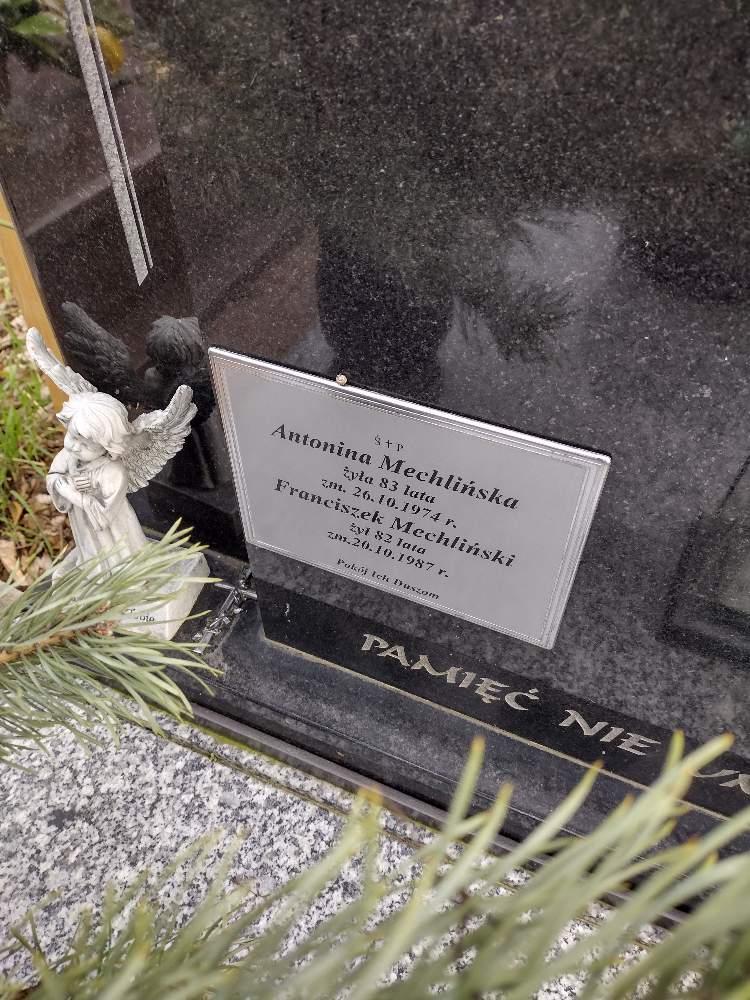 Ś † P
Antonina Mechlińska
żyła 83 lata
zm. 26.10.1974 r.
Franciszek Mechliński
żył 82 lata
zm.20.10.1987 r.
Pokój Ich Duszom
PAMIĘĆ NIE